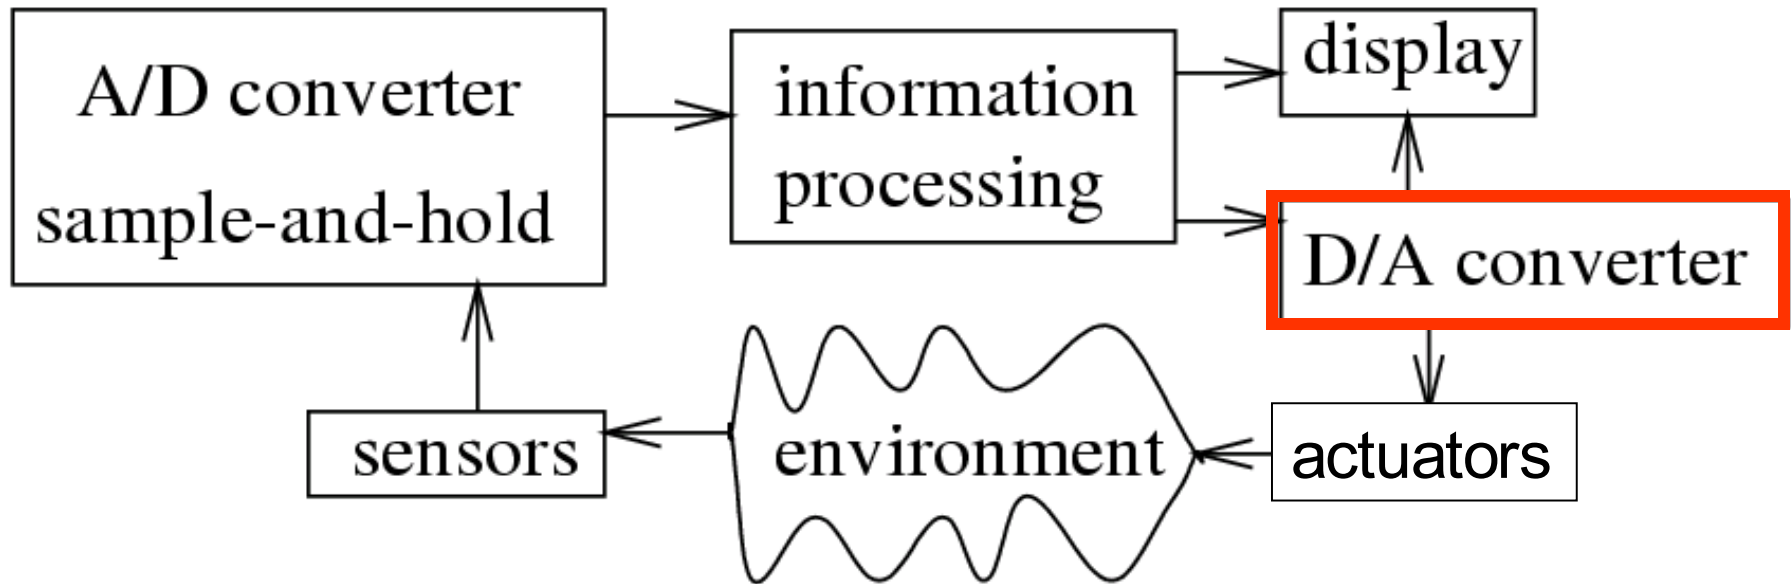 A/D converter
sample-and-hold
information
processing
display
D/A converter
sensors
environment
actuators